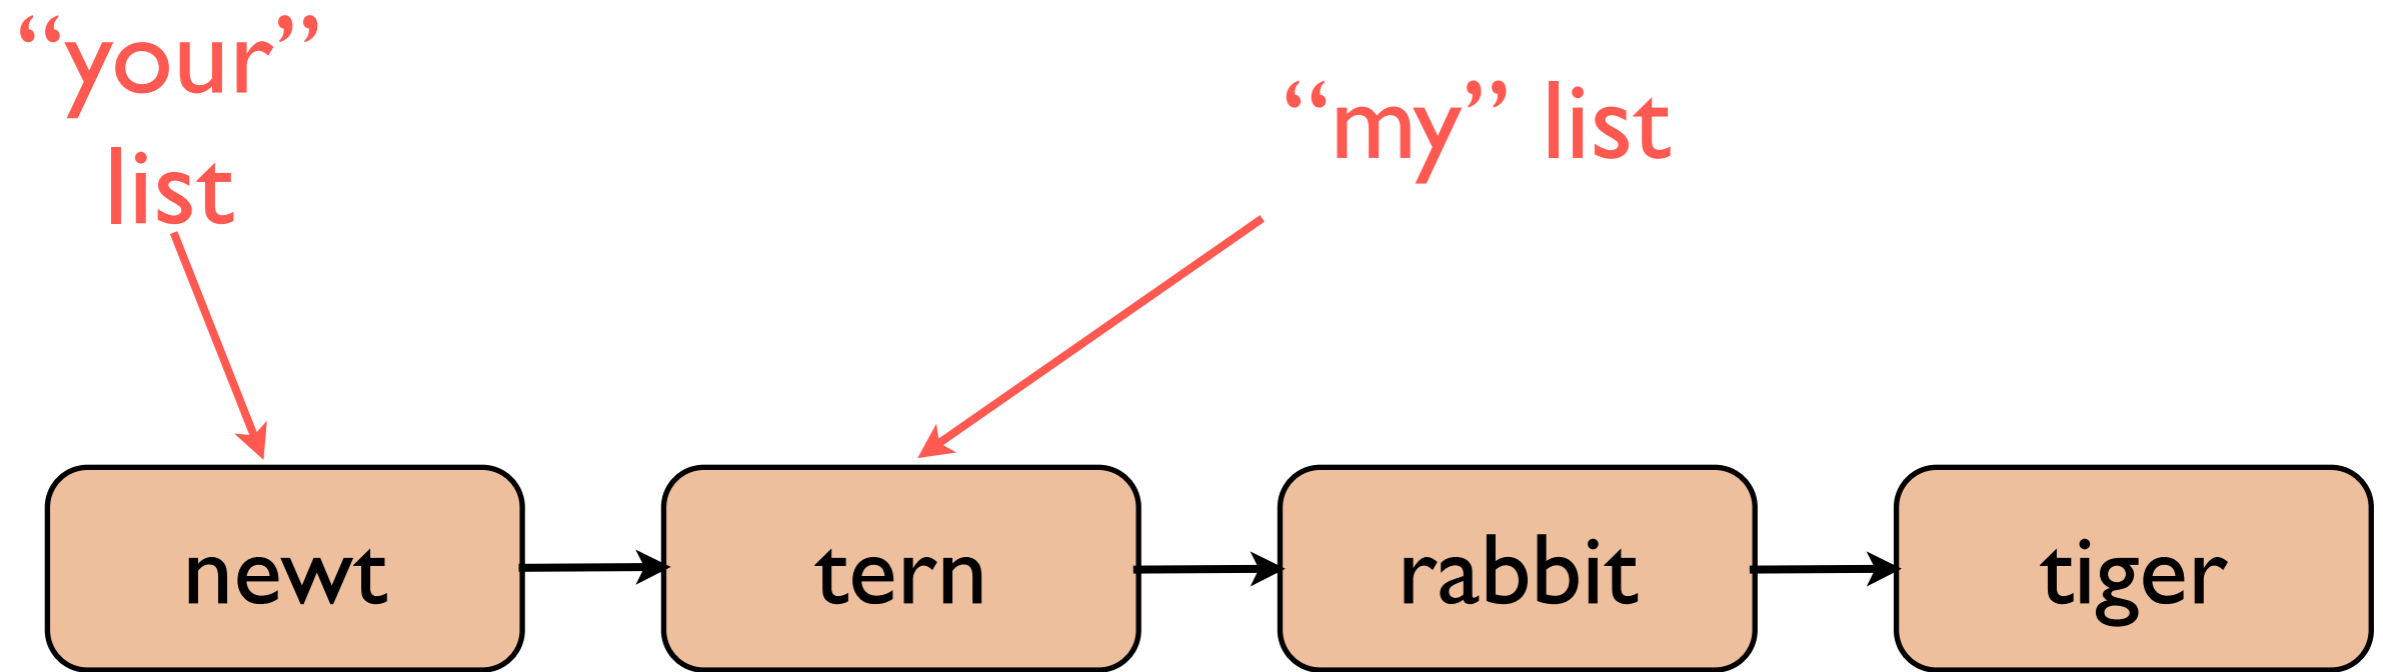 “your”
list
“my” list
newt
tern
rabbit
tiger